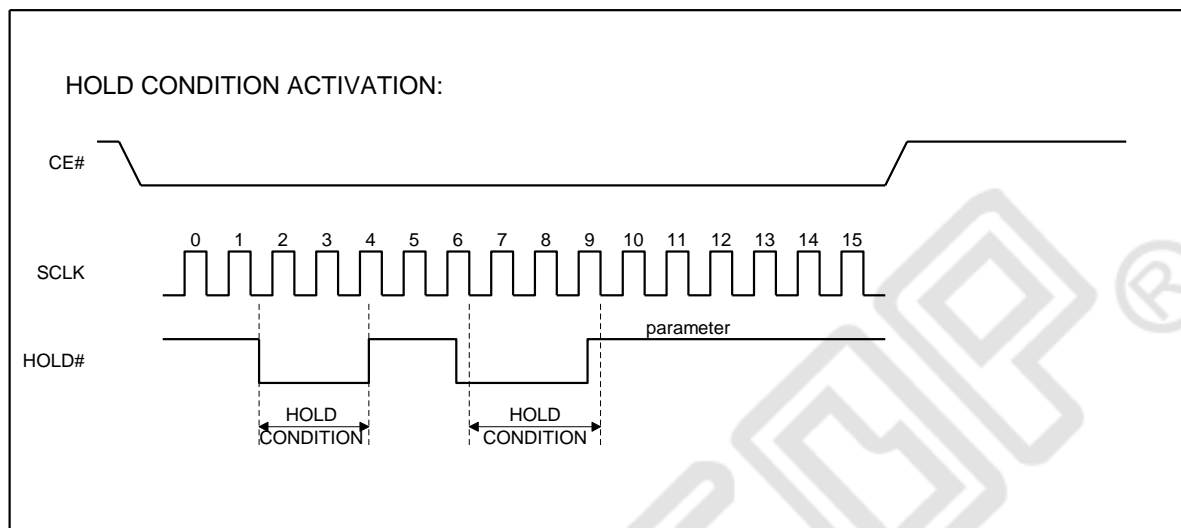 HOLD CONDITION ACTIVATION:
CE#
0 1 2 3 4 5 6 7 8 9 10 11 12 13 14 15
SCLK
parameter
HOLD#
HOLD
CONDITION
HOLD
CONDITION
®